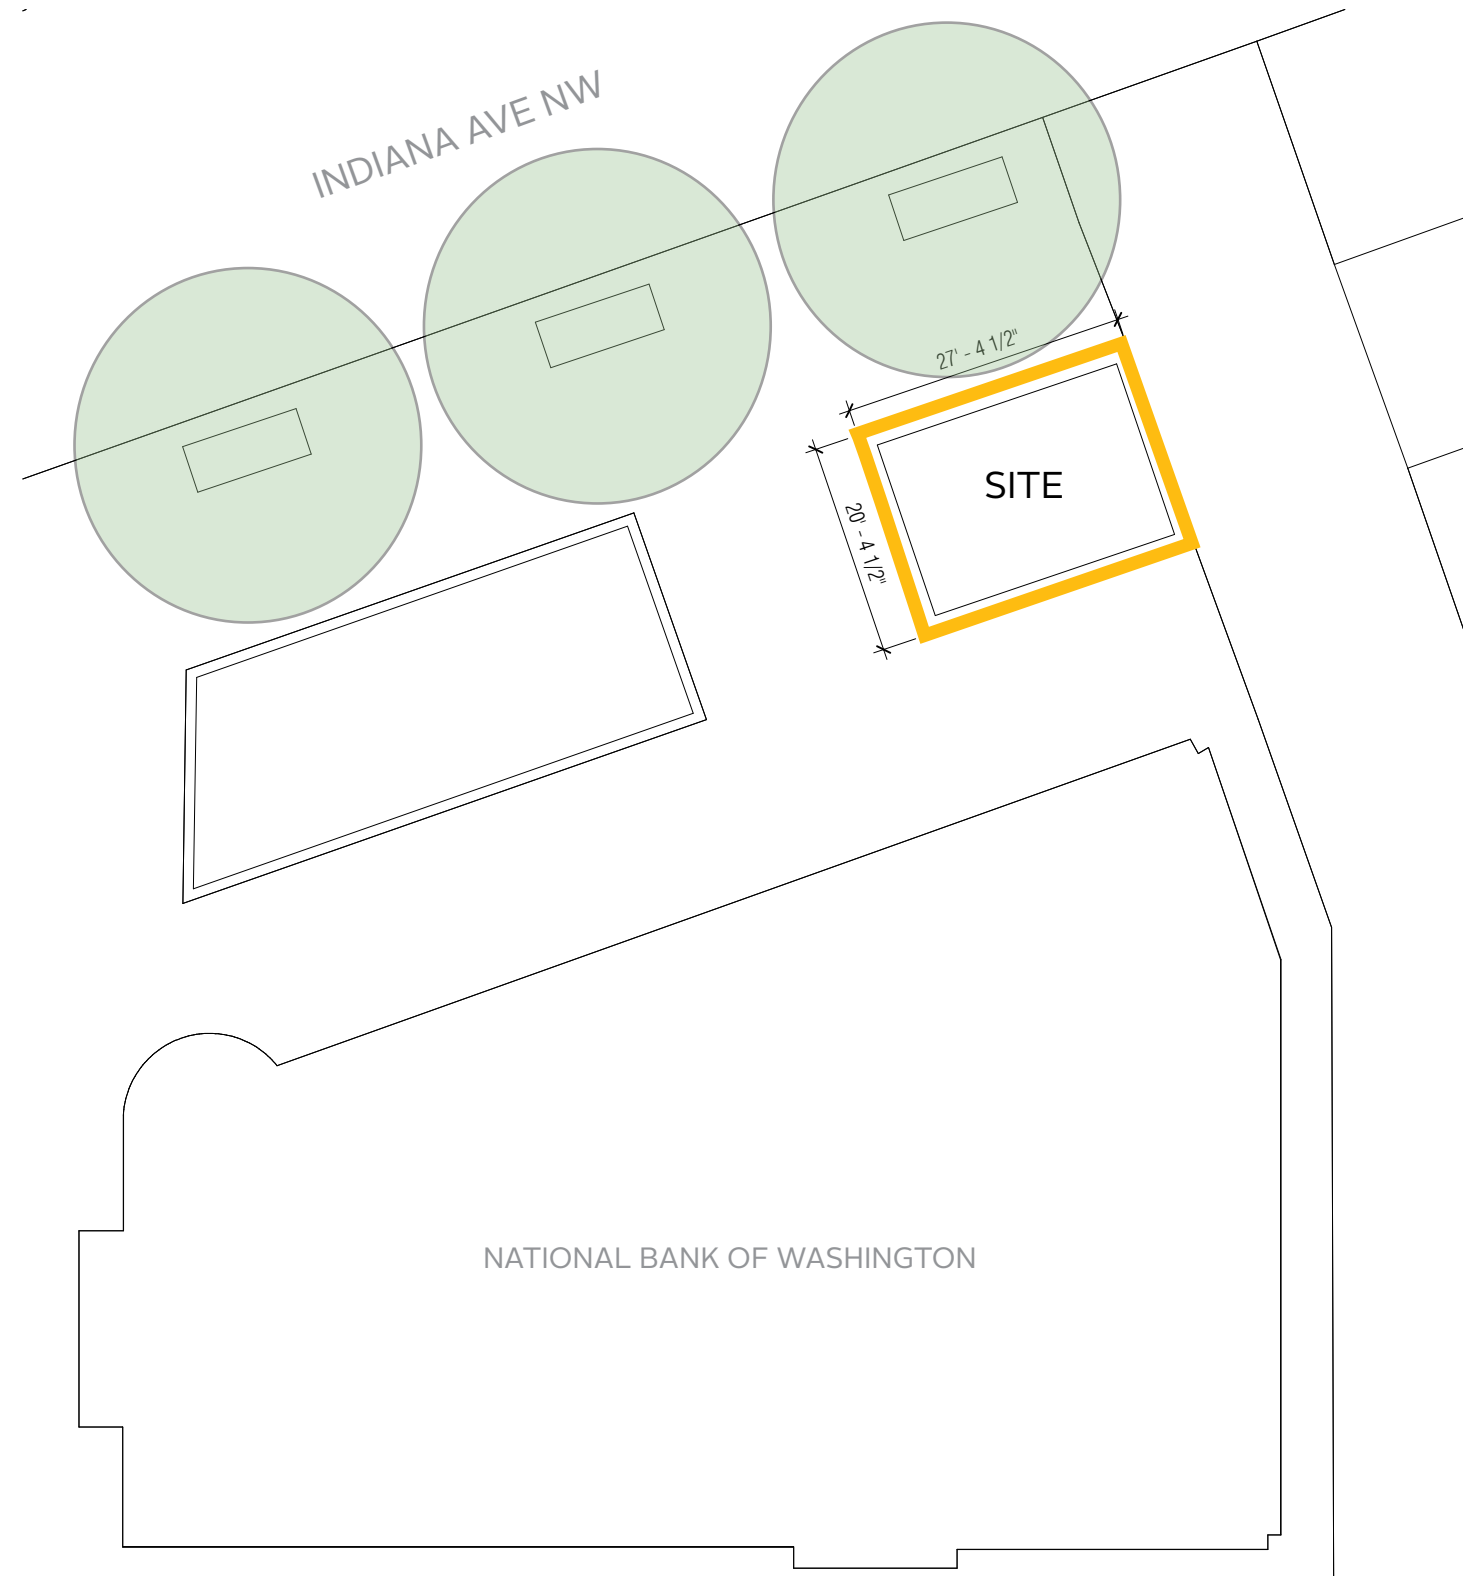 INDIANA AVE NW
27' - 4 1/2"
SITE
20' - 4 1/2"
NATIONAL BANK OF WASHINGTON